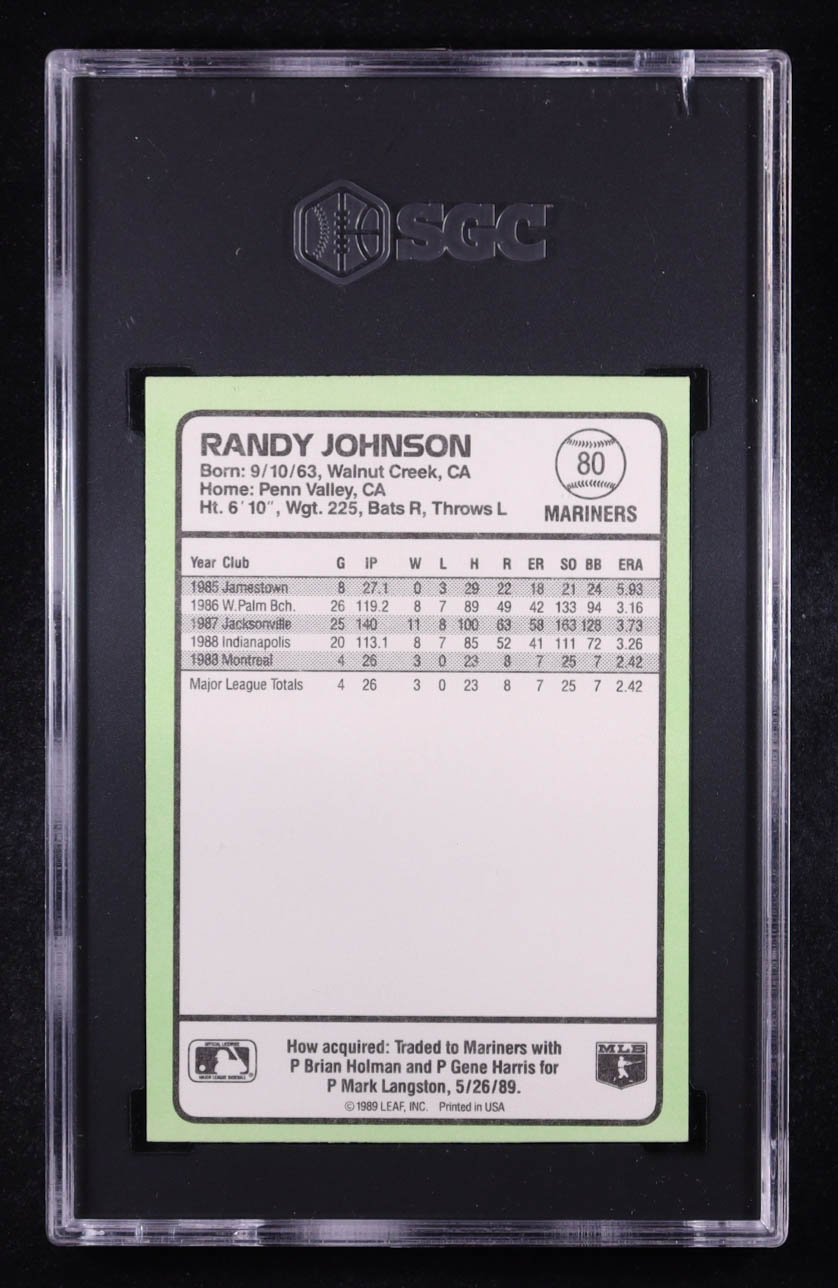 SGC
RANDY JOHNSON
Born: 9/10/63, Walnut Creek, CA
Home: Penn Valley, CA
Ht. 6'10", Wgt. 225, Bats R, Throws L
80
MARINERS
Year Club G IP W L H R ER SO BB ERA
1985 Jamestown 8 27.1 0 3 29 22 18 21 24 5.93
1986 W.Palm Bch. 26 119.2 8 7 89 49 42 133 94 3.16
1987 Jacksonville 25 140 11 8 100 63 58 163 128 3.73
1988 Indianapolis 20 113.1 8 7 85 52 41 111 72 3.26
1988 Montreal 4 26 3 0 23 8 7 25 7 2.42
Major League Totals 4 26 3 0 23 8 7 25 7 2.42
OFFICIAL LICENSEE
MAJOR LEAGUE BASEBALL
How acquired: Traded to Mariners with
P Brian Holman and P Gene Harris for
P Mark Langston, 5/26/89.
© 1989 LEAF, INC. Printed in USA
MLB